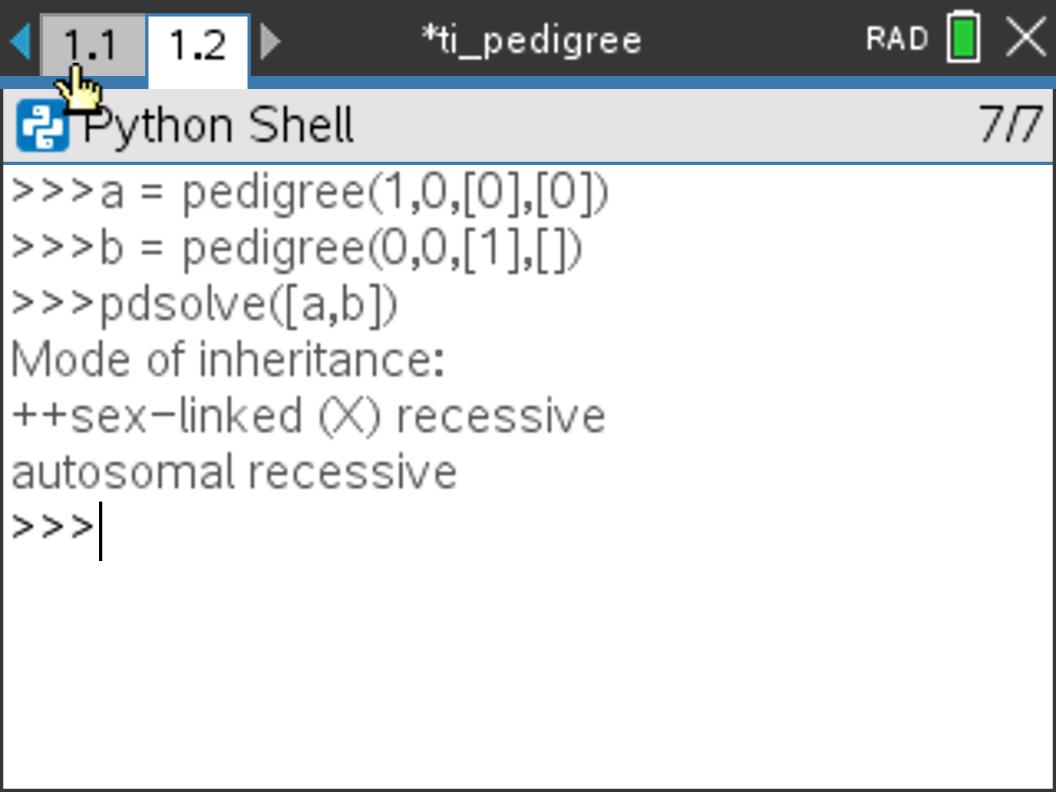 1.1 1.2 *ti_pedigree RAD
Python Shell 7/7
>>>a = pedigree(1,0,[0],[0])
>>>b = pedigree(0,0,[1],[])
>>>pdsolve([a,b])
Mode of inheritance:
++sex-linked (X) recessive
autosomal recessive
>>>